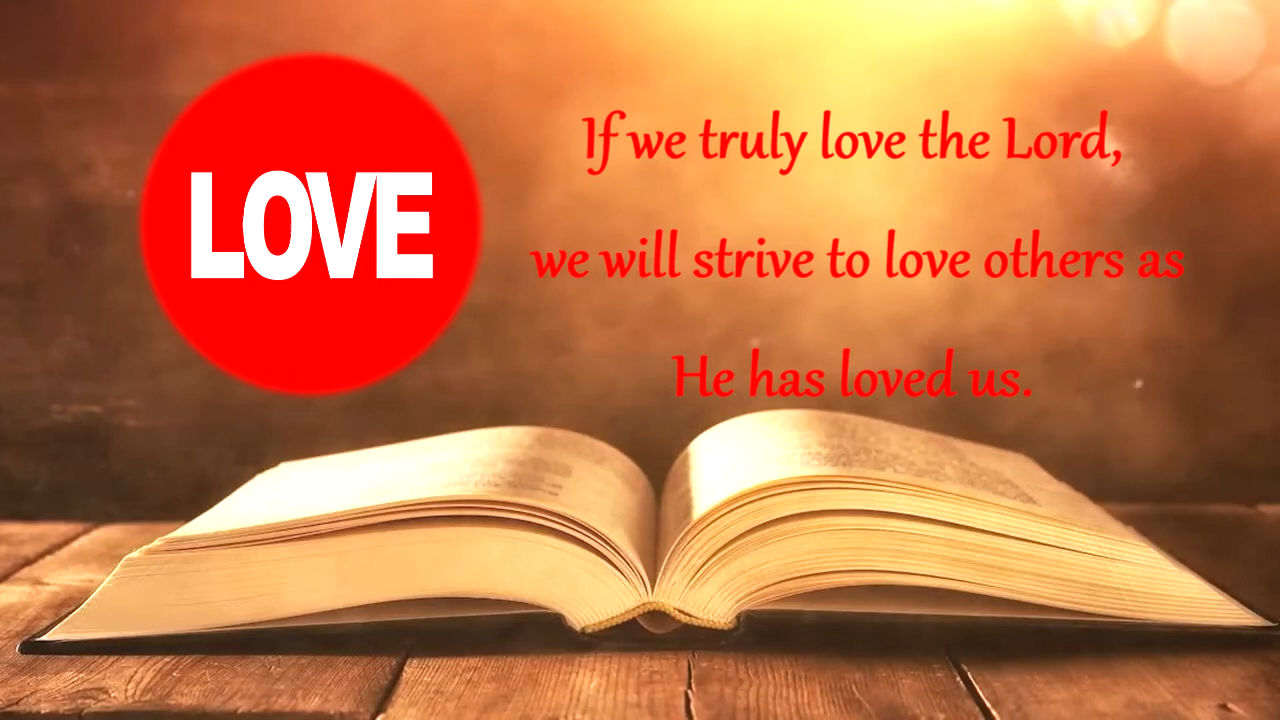 LOVE
If we truly love the Lord,
we will strive to love others as
He has loved us.